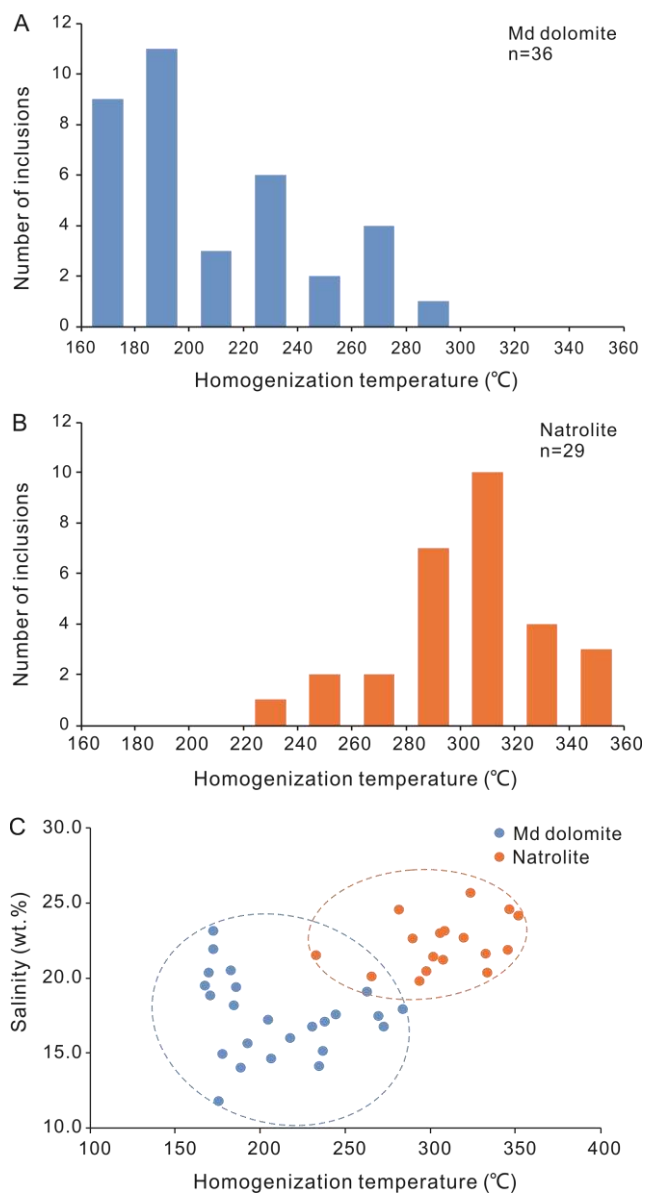 A
Md dolomite
n=36
Number of inclusions
12
10
8
6
4
2
0
160 180 200 220 240 260 280 300 320 340 360
Homogenization temperature (℃)
B
Natrolite
n=29
Number of inclusions
12
10
8
6
4
2
0
160 180 200 220 240 260 280 300 320 340 360
Homogenization temperature (℃)
C
Md dolomite
Natrolite
Salinity (wt.%)
30.0
25.0
20.0
15.0
10.0
100 150 200 250 300 350 400
Homogenization temperature (℃)